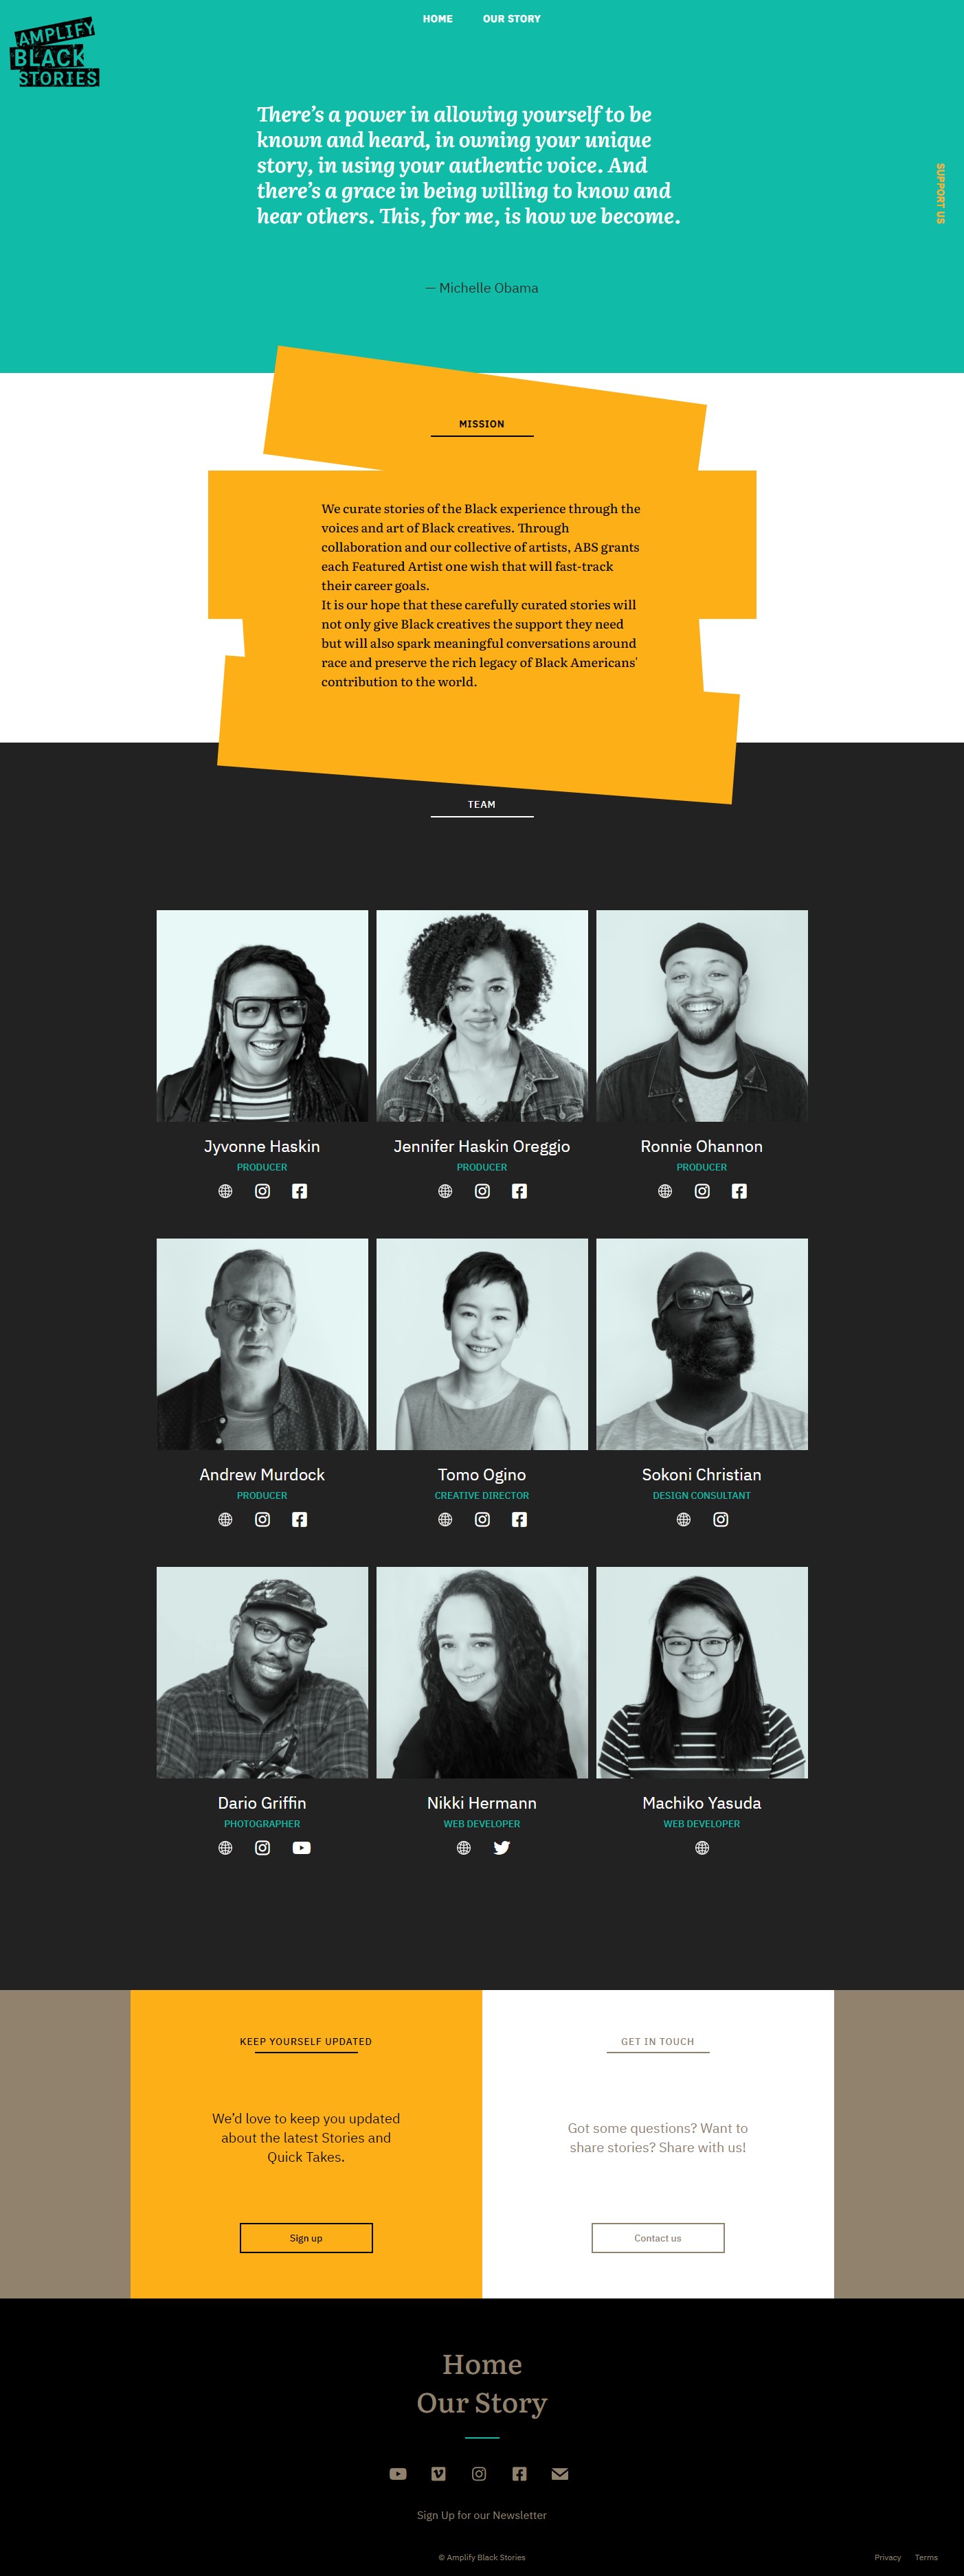 AMPLIFY
BLACK
STORIES
HOME
OUR STORY
SUPPORT US
There’s a power in allowing yourself to be
known and heard, in owning your unique
story, in using your authentic voice. And
there’s a grace in being willing to know and
hear others. This, for me, is how we become.
— Michelle Obama
MISSION
We curate stories of the Black experience through the
voices and art of Black creatives. Through
collaboration and our collective of artists, ABS grants
each Featured Artist one wish that will fast-track
their career goals.
It is our hope that these carefully curated stories will
not only give Black creatives the support they need
but will also spark meaningful conversations around
race and preserve the rich legacy of Black Americans'
contribution to the world.
TEAM
Jyvonne Haskin
PRODUCER
Jennifer Haskin Oreggio
PRODUCER
Ronnie Ohannon
PRODUCER
Andrew Murdock
PRODUCER
Tomo Ogino
CREATIVE DIRECTOR
Sokoni Christian
DESIGN CONSULTANT
Dario Griffin
PHOTOGRAPHER
Nikki Hermann
WEB DEVELOPER
Machiko Yasuda
WEB DEVELOPER
KEEP YOURSELF UPDATED
We’d love to keep you updated
about the latest Stories and
Quick Takes.
Sign up
GET IN TOUCH
Got some questions? Want to
share stories? Share with us!
Contact us
Home
Our Story
Sign Up for our Newsletter
© Amplify Black Stories
Privacy
Terms